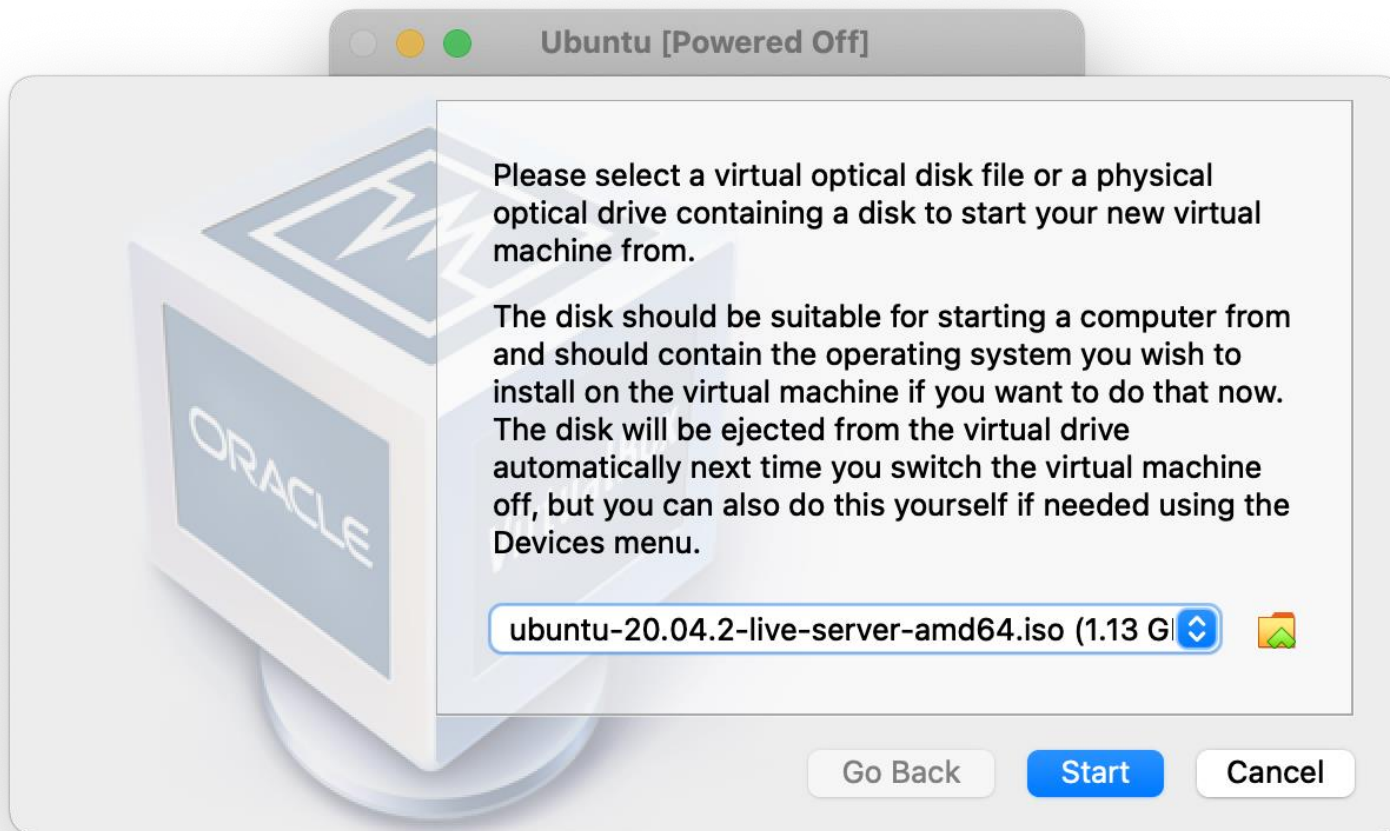 Ubuntu [Powered Off]
Please select a virtual optical disk file or a physical
optical drive containing a disk to start your new virtual
machine from.
The disk should be suitable for starting a computer from
and should contain the operating system you wish to
install on the virtual machine if you want to do that now.
The disk will be ejected from the virtual drive
automatically next time you switch the virtual machine
off, but you can also do this yourself if needed using the
Devices menu.
ORACLE
VirtualBox
ubuntu-20.04.2-live-server-amd64.iso (1.13 G
Go Back
Start
Cancel